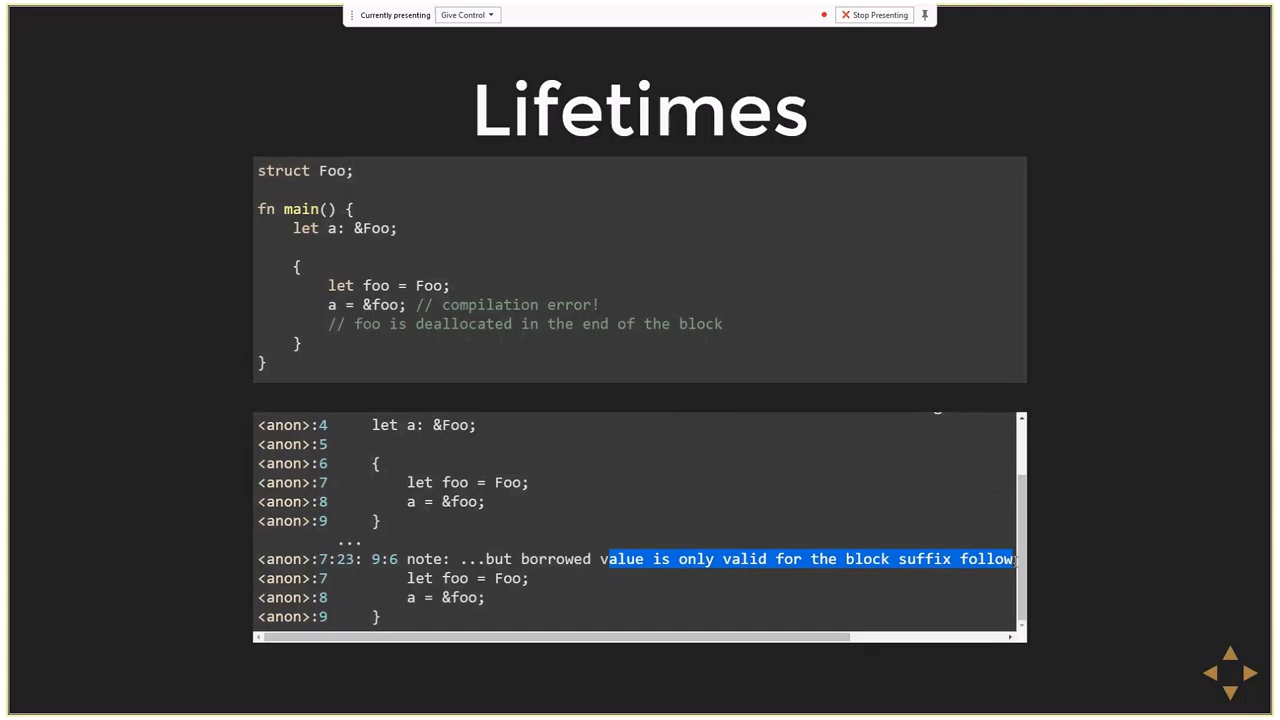 Currently presenting Give Control Stop Presenting
Lifetimes
struct Foo;
fn main() {
let a: &Foo;
{
let foo = Foo;
a = &foo; // compilation error!
// foo is deallocated in the end of the block
}
}
<anon>:4 let a: &Foo;
<anon>:5
<anon>:6 {
<anon>:7 let foo = Foo;
<anon>:8 a = &foo;
<anon>:9 }
...
<anon>:7:23: 9:6 note: ...but borrowed value is only valid for the block suffix follow
<anon>:7 let foo = Foo;
<anon>:8 a = &foo;
<anon>:9 }